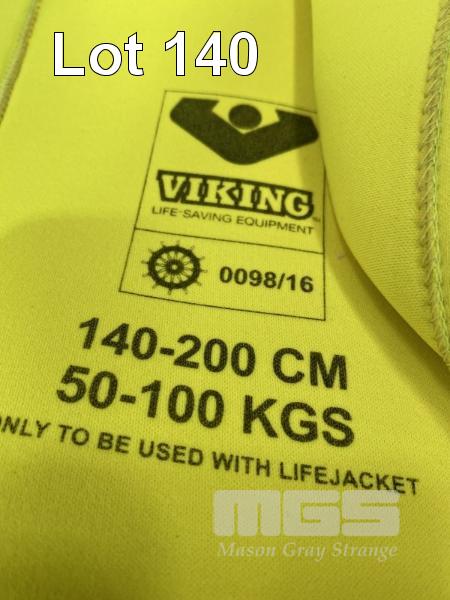 Lot 140
VIKING
LIFE-SAVING EQUIPMENT
0098/16
140-200 CM
50-100 KGS
ONLY TO BE USED WITH LIFEJACKET
MGS
Mason Gray Strange